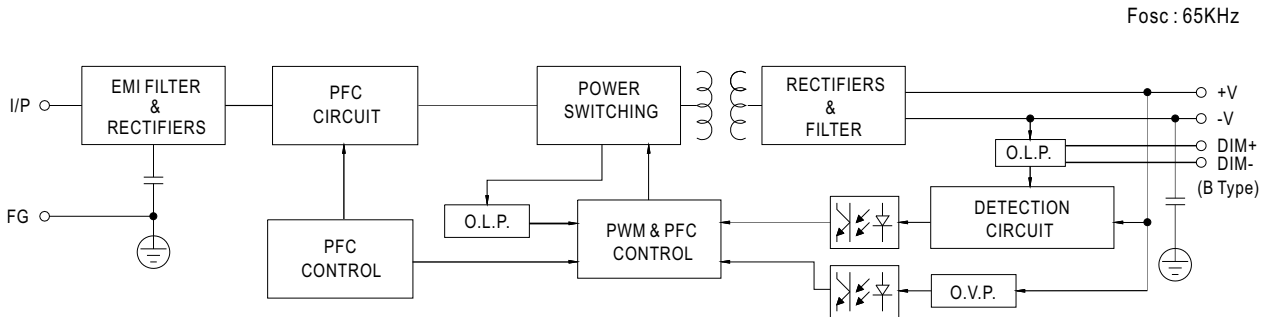 Fosc : 65KHz
I/P
EMI FILTER
&
RECTIFIERS
PFC
CIRCUIT
POWER
SWITCHING
RECTIFIERS
&
FILTER
+V
-V
DIM+
DIM-
(B Type)
O.L.P.
FG
O.L.P.
PFC
CONTROL
PWM & PFC
CONTROL
DETECTION
CIRCUIT
O.V.P.